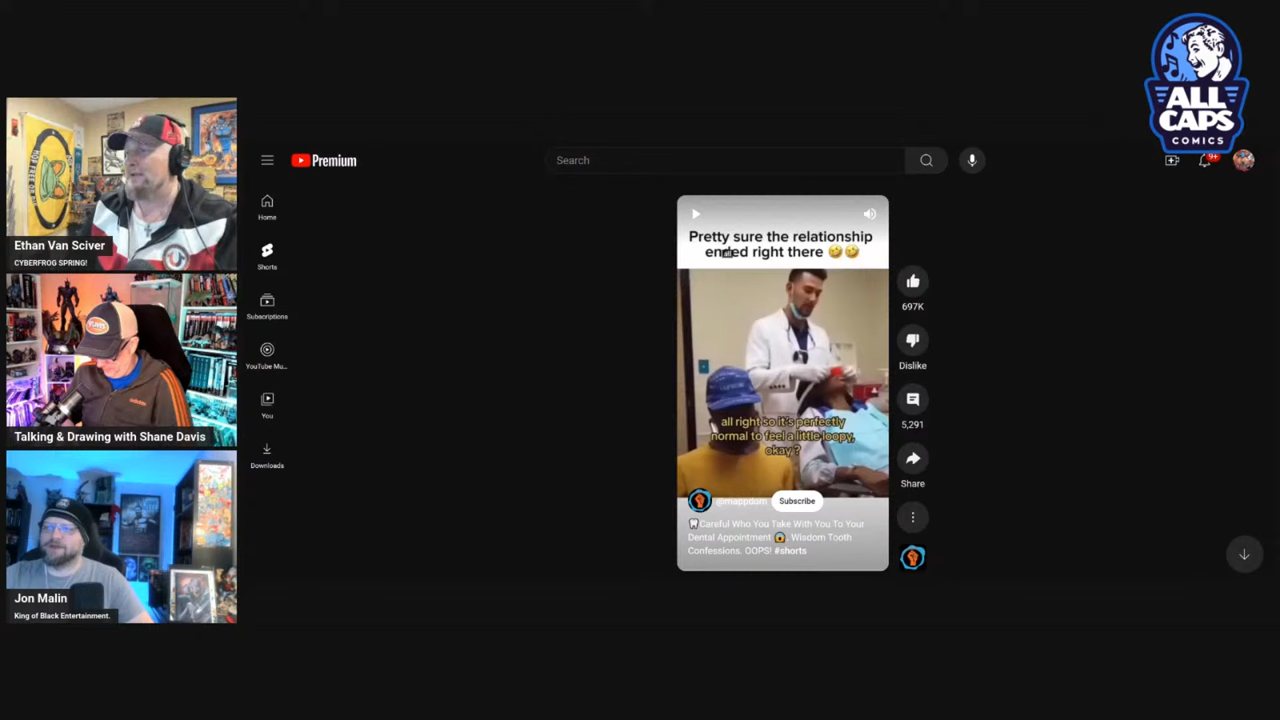 ALL
CAPS
COMICS
Premium
Search
9+
Home
Shorts
Subscriptions
YouTube Mu...
You
Downloads
Ethan Van Sciver
CYBERFROG SPRING!
Talking & Drawing with Shane Davis
Jon Malin
King of Black Entertainment.
Pretty sure the relationship
ended right there 🤣🤣
all right so it's perfectly
normal to feel a little loopy,
okay?
@mappdom Subscribe
🦷Careful Who You Take With You To Your
Dental Appointment 😱. Wisdom Tooth
Confessions. OOPS! #shorts
697K
Dislike
5,291
Share